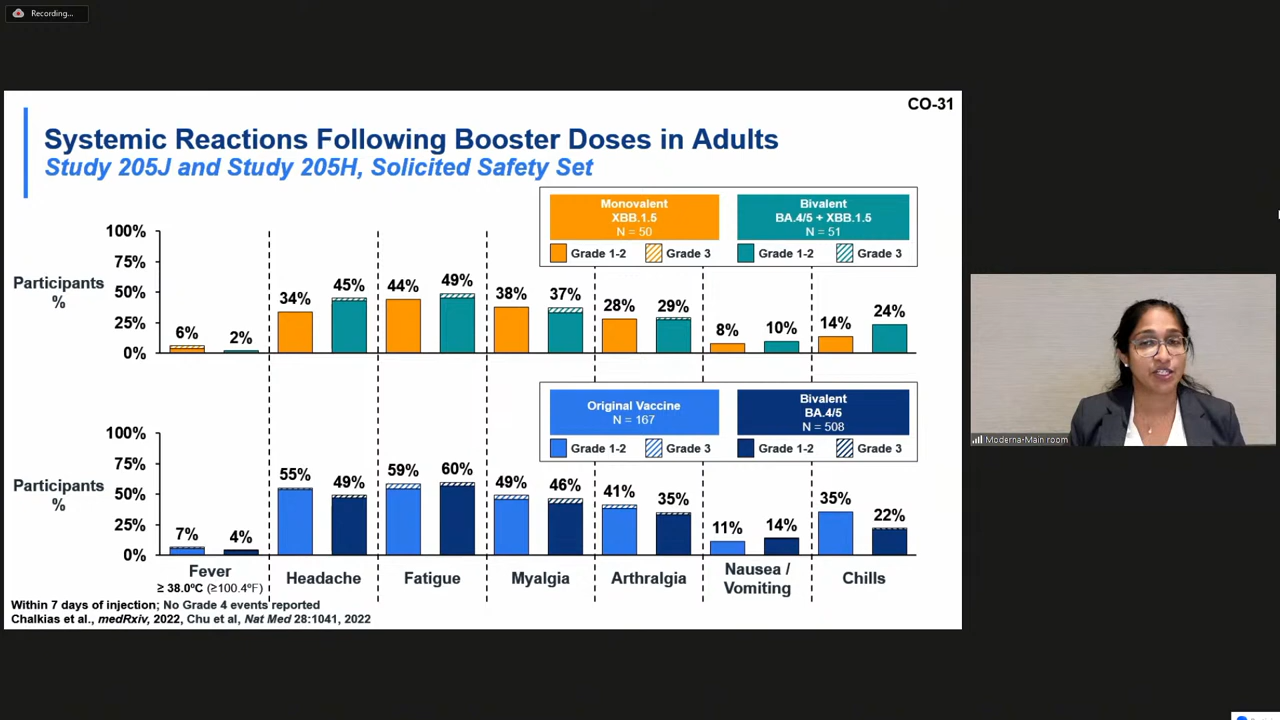 Recording...
CO-31
Systemic Reactions Following Booster Doses in Adults
Study 205J and Study 205H, Solicited Safety Set
Monovalent
XBB.1.5
N = 50
Bivalent
BA.4/5 + XBB.1.5
N = 51
Grade 1-2
Grade 3
Grade 1-2
Grade 3
Participants
%
100%
75%
50%
25%
0%
6%
2%
34%
45%
44%
49%
38%
37%
28%
29%
8%
10%
14%
24%
Original Vaccine
N = 167
Bivalent
BA.4/5
N = 508
Grade 1-2
Grade 3
Grade 1-2
Grade 3
Participants
%
100%
75%
50%
25%
0%
7%
4%
55%
49%
59%
60%
49%
46%
41%
35%
11%
14%
35%
22%
Fever
≥ 38.0ºC (≥100.4ºF)
Headache
Fatigue
Myalgia
Arthralgia
Nausea /
Vomiting
Chills
Within 7 days of injection; No Grade 4 events reported
Chalkias et al., medRxiv, 2022, Chu et al, Nat Med 28:1041, 2022
Moderna-Main room